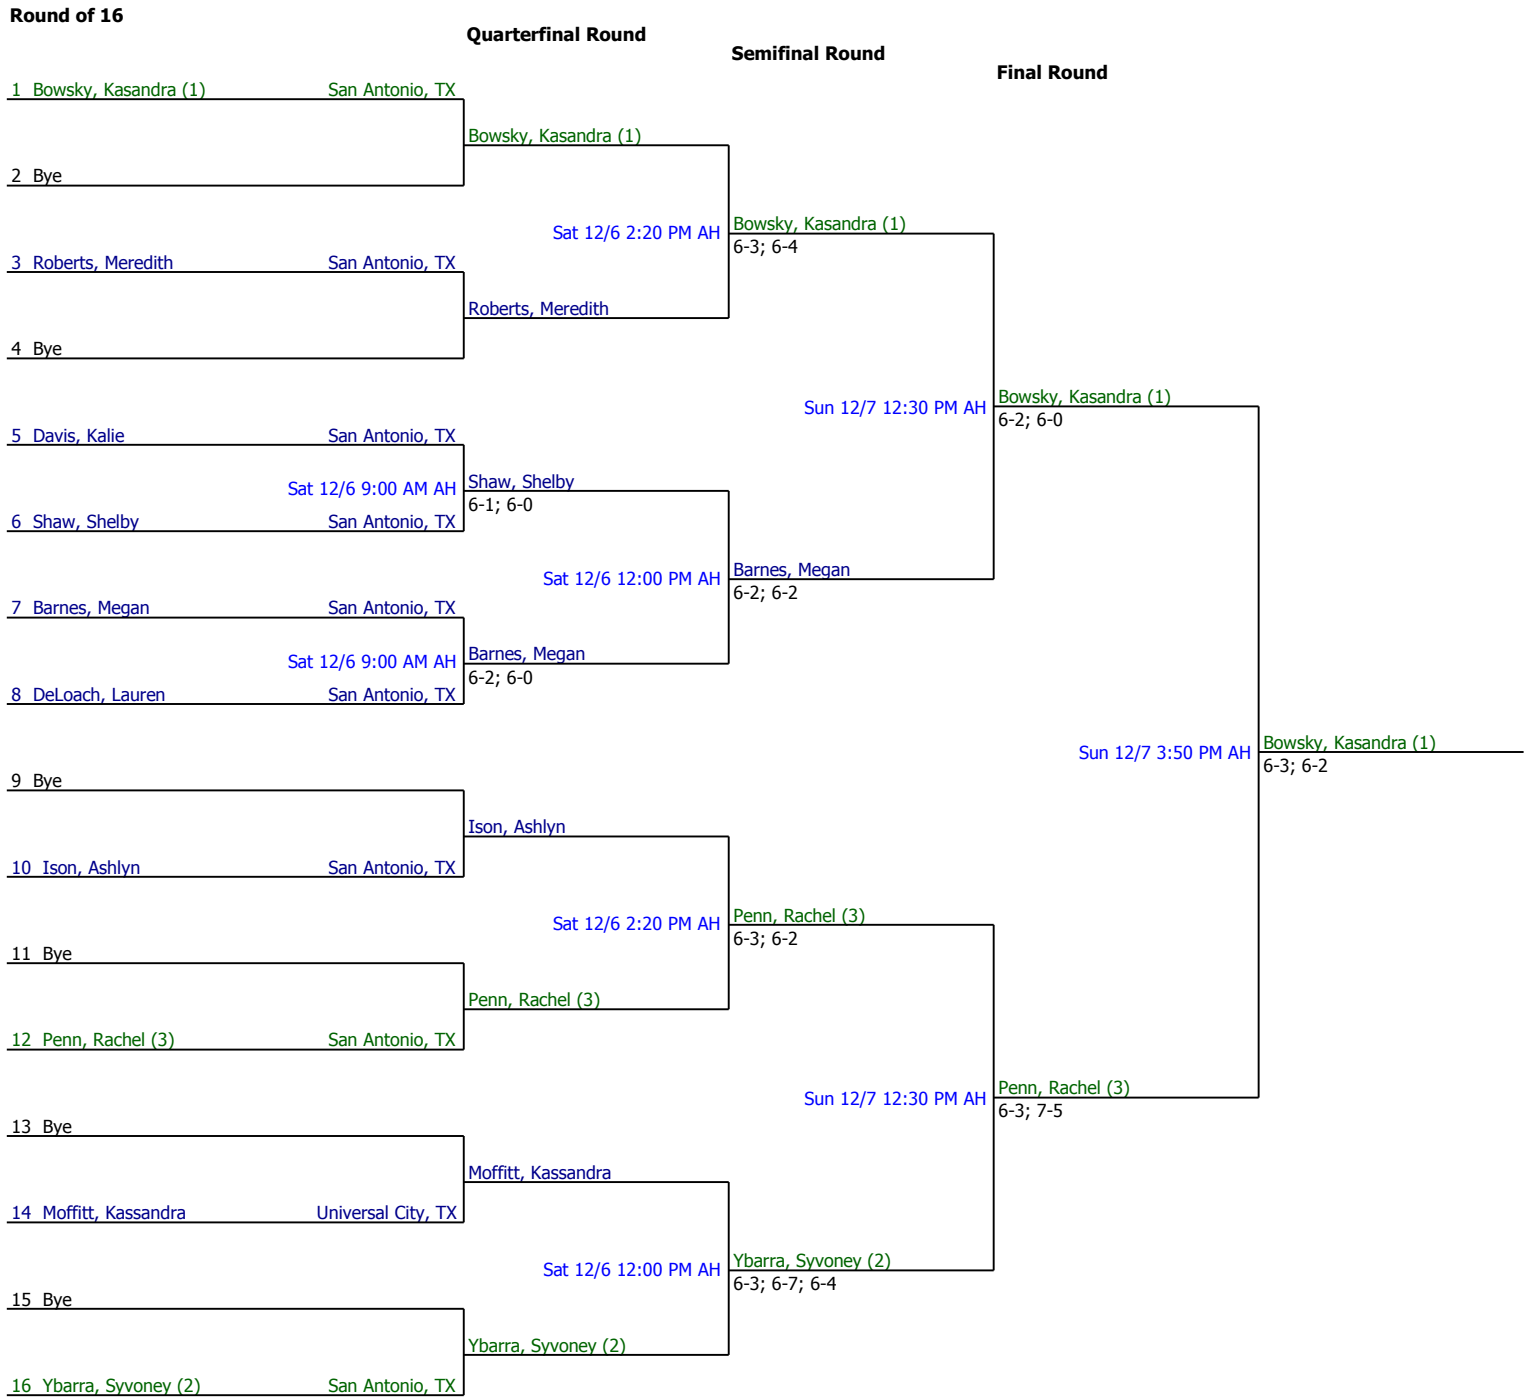 Round of 16
Quarterfinal Round
Semifinal Round
Final Round
1 Bowsky, Kasandra (1) San Antonio, TX
Bowsky, Kasandra (1)
2 Bye
Sat 12/6 2:20 PM AH Bowsky, Kasandra (1)
6-3; 6-4
3 Roberts, Meredith San Antonio, TX
Roberts, Meredith
4 Bye
Sun 12/7 12:30 PM AH Bowsky, Kasandra (1)
6-2; 6-0
5 Davis, Kalie San Antonio, TX
Sat 12/6 9:00 AM AH Shaw, Shelby
6-1; 6-0
6 Shaw, Shelby San Antonio, TX
Sat 12/6 12:00 PM AH Barnes, Megan
6-2; 6-2
7 Barnes, Megan San Antonio, TX
Sat 12/6 9:00 AM AH Barnes, Megan
6-2; 6-0
8 DeLoach, Lauren San Antonio, TX
Sun 12/7 3:50 PM AH Bowsky, Kasandra (1)
6-3; 6-2
9 Bye
Ison, Ashlyn
10 Ison, Ashlyn San Antonio, TX
Sat 12/6 2:20 PM AH Penn, Rachel (3)
6-3; 6-2
11 Bye
Penn, Rachel (3)
12 Penn, Rachel (3) San Antonio, TX
Sun 12/7 12:30 PM AH Penn, Rachel (3)
6-3; 7-5
13 Bye
Moffitt, Kassandra
14 Moffitt, Kassandra Universal City, TX
Sat 12/6 12:00 PM AH Ybarra, Syvoney (2)
6-3; 6-7; 6-4
15 Bye
Ybarra, Syvoney (2)
16 Ybarra, Syvoney (2) San Antonio, TX